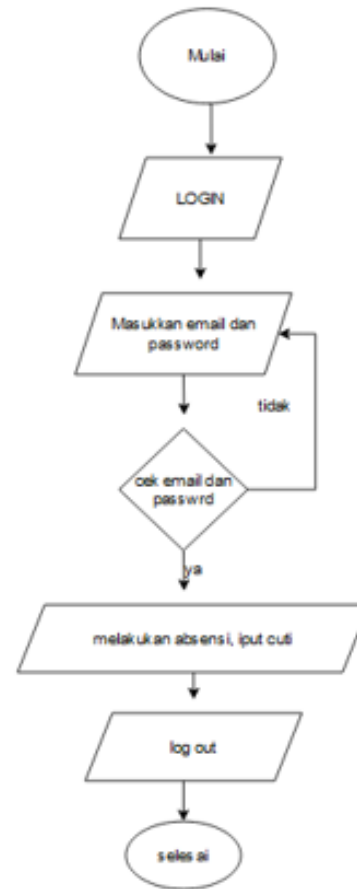 Mulai
LOGIN
Masukkan email dan
password
tidak
cek email dan
passwrd
ya
melakukan absensi, iput cuti
log out
selesai